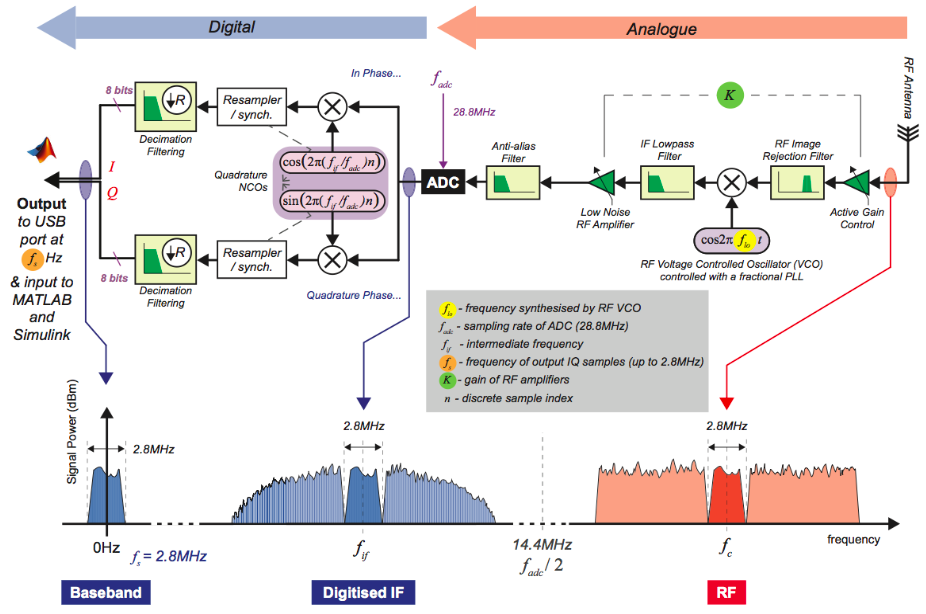 Digital
Analogue
RF Antenna
In Phase...
f_adc
28.8MHz
K
8 bits
R
Decimation
Filtering
Resampler
/ synch.
Anti-alias
Filter
IF Lowpass
Filter
RF Image
Rejection Filter
I
Q
Quadrature
NCOs
cos(2π(f_if/f_adc)n)
sin(2π(f_if/f_adc)n)
ADC
Low Noise
RF Amplifier
Active Gain
Control
cos2π f_lo t
RF Voltage Controlled Oscillator (VCO)
controlled with a fractional PLL
Output
to USB
port at
f_s Hz
& input to
MATLAB
and
Simulink
8 bits
R
Decimation
Filtering
Resampler
/ synch.
Quadrature Phase...
f_lo - frequency synthesised by RF VCO
f_adc - sampling rate of ADC (28.8MHz)
f_if - intermediate frequency
f_s - frequency of output IQ samples (up to 2.8MHz)
K - gain of RF amplifiers
n - discrete sample index
Signal Power (dBm)
2.8MHz
2.8MHz
2.8MHz
0Hz
f_s = 2.8MHz
f_if
14.4MHz
f_adc/2
f_c
frequency
Baseband
Digitised IF
RF